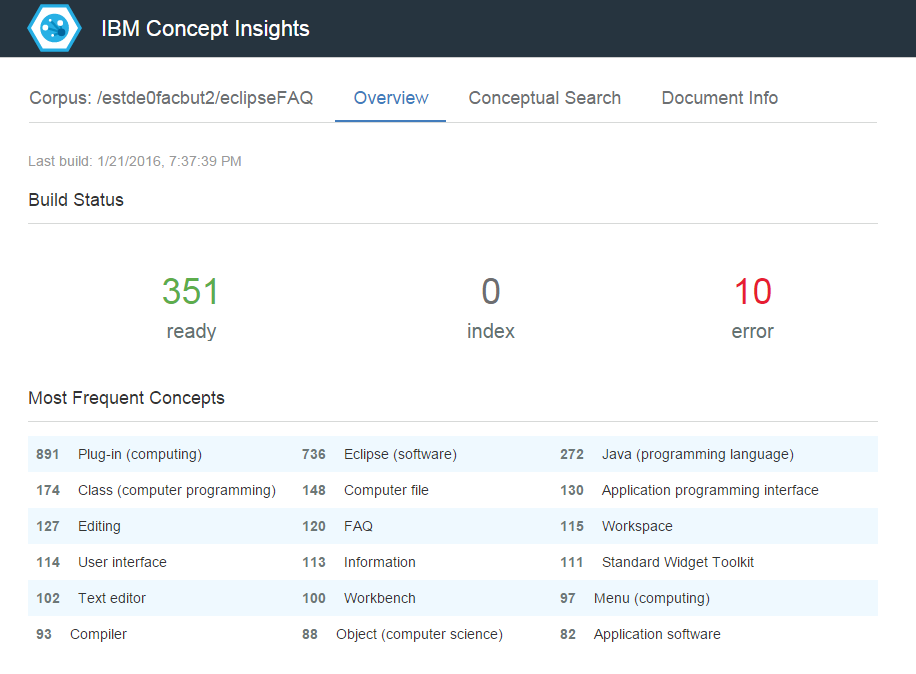 IBM Concept Insights
Corpus: /estde0facbut2/eclipseFAQ Overview Conceptual Search Document Info
Last build: 1/21/2016, 7:37:39 PM
Build Status
351 0 10
ready index error
Most Frequent Concepts
891 Plug-in (computing) 736 Eclipse (software) 272 Java (programming language)
174 Class (computer programming) 148 Computer file 130 Application programming interface
127 Editing 120 FAQ 115 Workspace
114 User interface 113 Information 111 Standard Widget Toolkit
102 Text editor 100 Workbench 97 Menu (computing)
93 Compiler 88 Object (computer science) 82 Application software